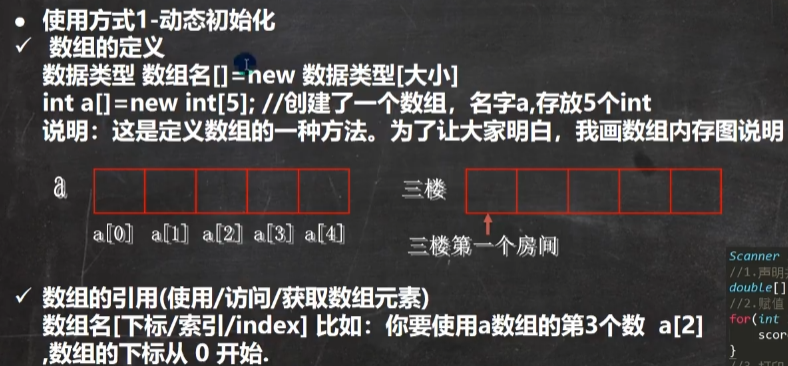 ● 使用方式1-动态初始化
✓ 数组的定义
数据类型 数组名[]=new 数据类型[大小]
int a[]=new int[5]; //创建了一个数组，名字a,存放5个int
说明：这是定义数组的一种方法。为了让大家明白，我画数组内存图说明
a
三楼
a[0] a[1] a[2] a[3] a[4]
三楼第一个房间
✓ 数组的引用(使用/访问/获取数组元素)
数组名[下标/索引/index] 比如：你要使用a数组的第3个数 a[2]
,数组的下标从 0 开始.
Scanner
//1.声明
double[]
//2.赋值
for(int
scor
}